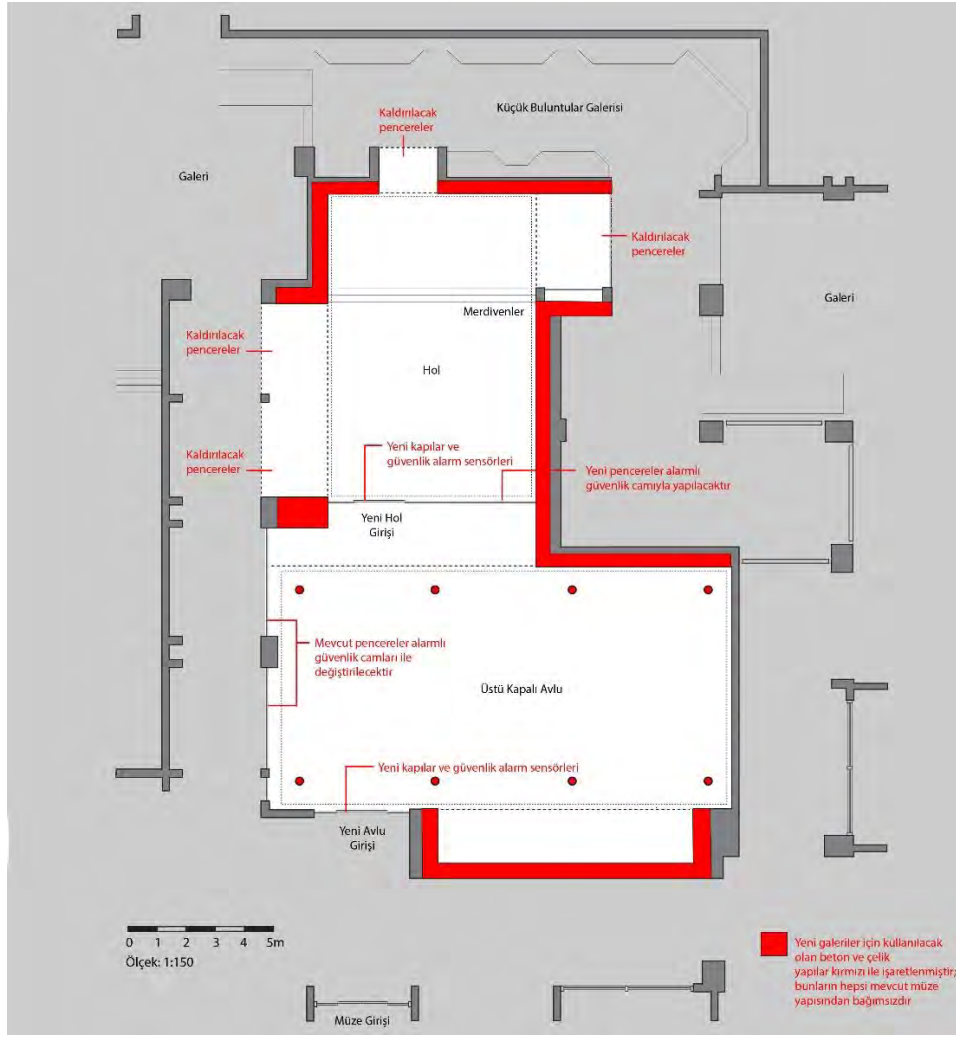 Küçük Buluntular Galerisi
Kaldırılacak
pencereler
Galeri
Kaldırılacak
pencereler
Galeri
Merdivenler
Kaldırılacak
pencereler
Hol
Yeni kapılar ve
güvenlik alarm sensörleri
Kaldırılacak
pencereler
Yeni pencereler alarmlı
güvenlik camıyla yapılacaktır
Yeni Hol
Girişi
Mevcut pencereler alarmlı
güvenlik camları ile
değiştirilecektir
Üstü Kapalı Avlu
Yeni kapılar ve güvenlik alarm sensörleri
Yeni Avlu
Girişi
0 1 2 3 4 5m
Ölçek: 1:150
Yeni galeriler için kullanılacak
olan beton ve çelik
yapılar kırmızı ile işaretlenmiştir;
bunların hepsi mevcut müze
yapısından bağımsızdır
Müze Girişi